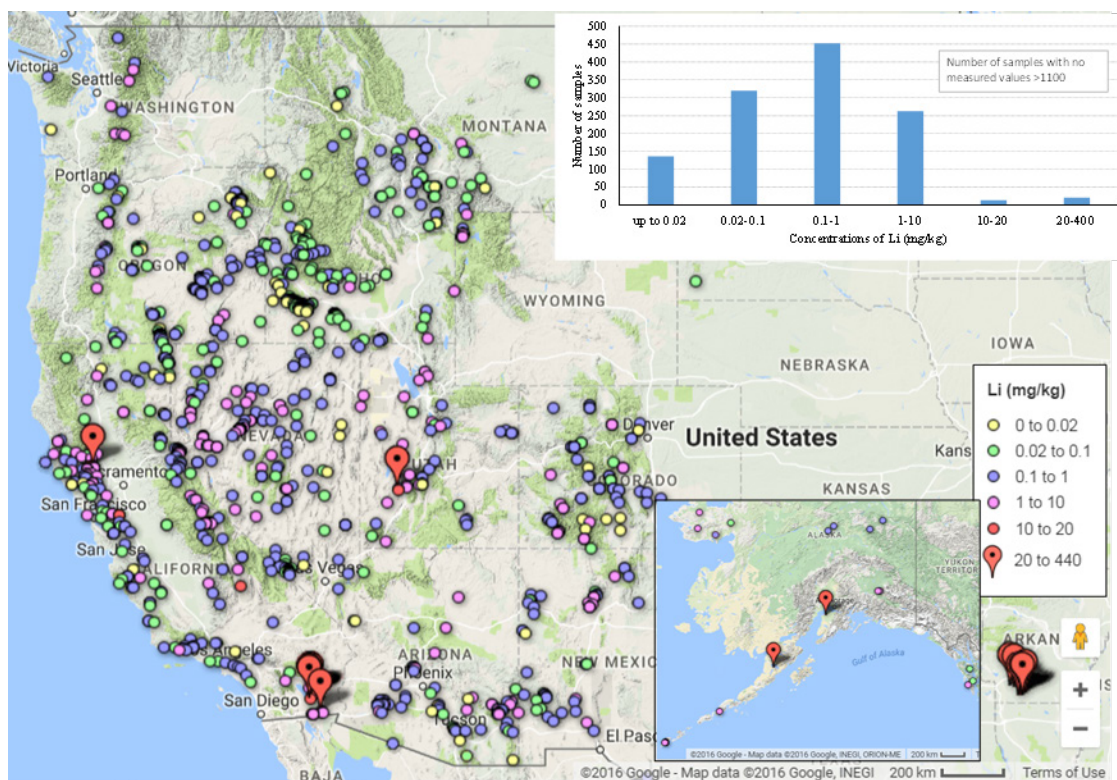 Victoria
Seattle
WASHINGTON
MONTANA
Portland
OREGON
WYOMING
IOWA
NEBRASKA
Denver
United States
NEVADA
UTAH
Sacramento
San Francisco
San Jose
CALIFORN
COLORADO
KANSAS
Kans
Las Vegas
Los Angeles
ARIZONA
Phoenix
NEW MEXIC
San Diego
Tucson
El Paso
BAJA
ARKAN
500
450
400
350
300
250
200
150
100
50
0
Number of samples
Number of samples with no
measured values >1100
up to 0.02
0.02-0.1
0.1-1
1-10
10-20
20-400
Concentrations of Li (mg/kg)
Li (mg/kg)
0 to 0.02
0.02 to 0.1
0.1 to 1
1 to 10
10 to 20
20 to 440
ALASKA
YUKON
TERRITOR
Gulf of Alaska
©2016 Google - Map data ©2016 Google, INEGI, ORION-ME
200 km
©2016 Google - Map data ©2016 Google, INEGI
200 km
Terms of Use